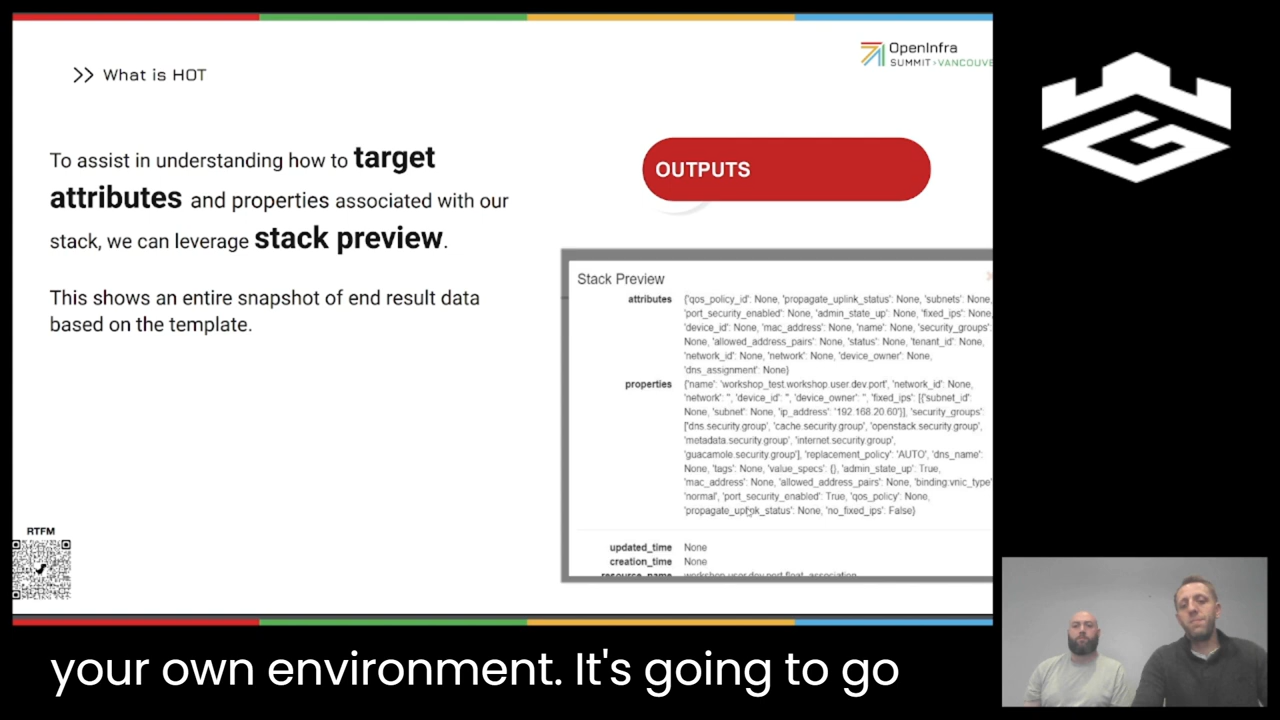 >> What is HOT
OpenInfra
SUMMIT > VANCOUVE
To assist in understanding how to target
attributes and properties associated with our
stack, we can leverage stack preview.
This shows an entire snapshot of end result data
based on the template.
OUTPUTS
Stack Preview
attributes {'qos_policy_id': None, 'propagate_uplink_status': None, 'subnets': None,
'port_security_enabled': None, 'admin_state_up': None, 'fixed_ips': None,
'device_id': None, 'mac_address': None, 'name': None, 'security_groups':
None, 'allowed_address_pairs': None, 'status': None, 'tenant_id': None,
'network_id': None, 'network': None, 'device_owner': None,
'dns_assignment': None}
properties {'name': 'workshop_test.workshop.user.dev.port', 'network_id': None,
'network': '', 'device_id': '', 'device_owner': '', 'fixed_ips': [{'subnet_id':
None, 'subnet': None, 'ip_address': '192.168.20.60'}], 'security_groups':
['dns.security.group', 'cache.security.group', 'openstack.security.group',
'metadata.security.group', 'internet.security.group',
'guacamole.security.group'], 'replacement_policy': 'AUTO', 'dns_name':
None, 'tags': None, 'value_specs': {}, 'admin_state_up': True,
'mac_address': None, 'allowed_address_pairs': None, 'binding:vnic_type'
'normal', 'port_security_enabled': True, 'qos_policy': None,
'propagate_uplink_status': None, 'no_fixed_ips': False}
updated_time None
creation_time None
resource_name workshop.user.dev.port.float_association
RTFM
your own environment. It's going to go